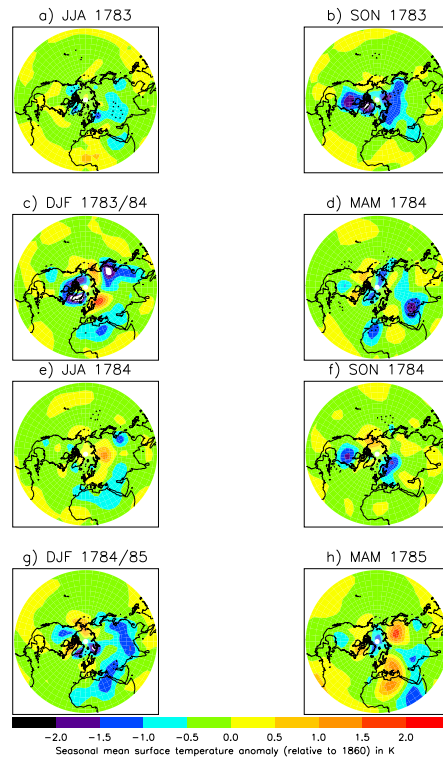 a) JJA 1783
b) SON 1783
c) DJF 1783/84
d) MAM 1784
e) JJA 1784
f) SON 1784
g) DJF 1784/85
h) MAM 1785
-2.0 -1.5 -1.0 -0.5 0.0 0.5 1.0 1.5 2.0
Seasonal mean surface temperature anomaly (relative to 1860) in K